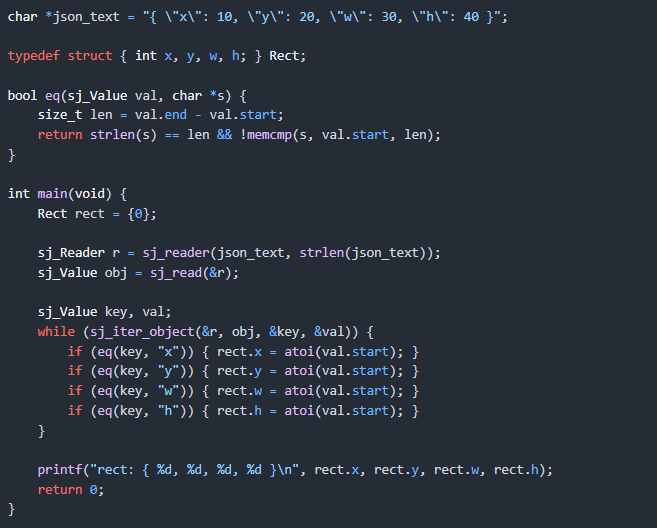 char *json_text = "{ \"x\": 10, \"y\": 20, \"w\": 30, \"h\": 40 }";
typedef struct { int x, y, w, h; } Rect;
bool eq(sj_Value val, char *s) {
    size_t len = val.end - val.start;
    return strlen(s) == len && !memcmp(s, val.start, len);
}
int main(void) {
    Rect rect = {0};
    sj_Reader r = sj_reader(json_text, strlen(json_text));
    sj_Value obj = sj_read(&r);
    sj_Value key, val;
    while (sj_iter_object(&r, obj, &key, &val)) {
        if (eq(key, "x")) { rect.x = atoi(val.start); }
        if (eq(key, "y")) { rect.y = atoi(val.start); }
        if (eq(key, "w")) { rect.w = atoi(val.start); }
        if (eq(key, "h")) { rect.h = atoi(val.start); }
    }
    printf("rect: { %d, %d, %d, %d }\n", rect.x, rect.y, rect.w, rect.h);
    return 0;
}